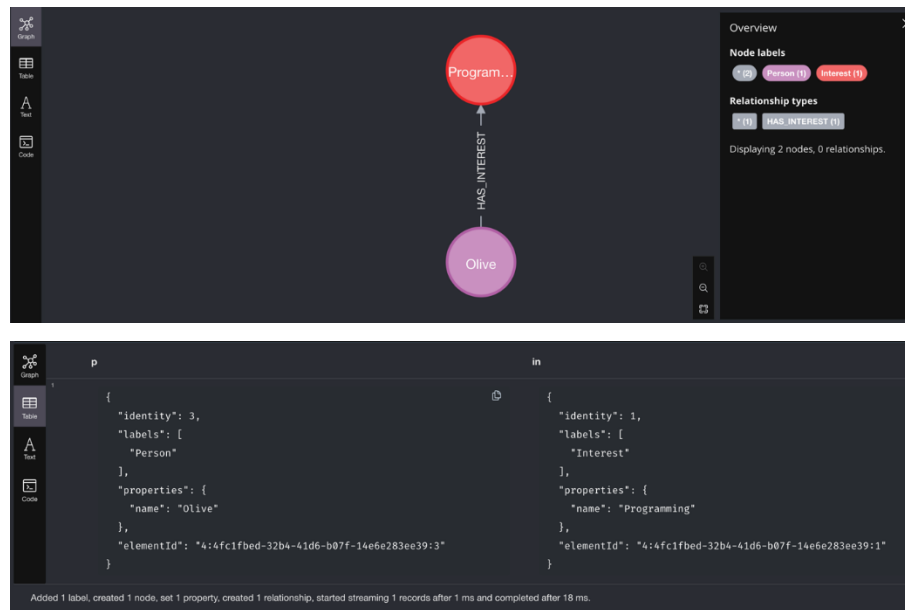 Graph
Table
Text
Code
Program...
HAS_INTEREST
Olive
Overview
Node labels
* (2) Person (1) Interest (1)
Relationship types
* (1) HAS_INTEREST (1)
Displaying 2 nodes, 0 relationships.
Graph
Table
Text
Code
p
1
{
"identity": 3,
"labels": [
"Person"
],
"properties": {
"name": "Olive"
},
"elementId": "4:4fc1fbed-32b4-41d6-b07f-14e6e283ee39:3"
}
in
{
"identity": 1,
"labels": [
"Interest"
],
"properties": {
"name": "Programming"
},
"elementId": "4:4fc1fbed-32b4-41d6-b07f-14e6e283ee39:1"
}
Added 1 label, created 1 node, set 1 property, created 1 relationship, started streaming 1 records after 1 ms and completed after 18 ms.